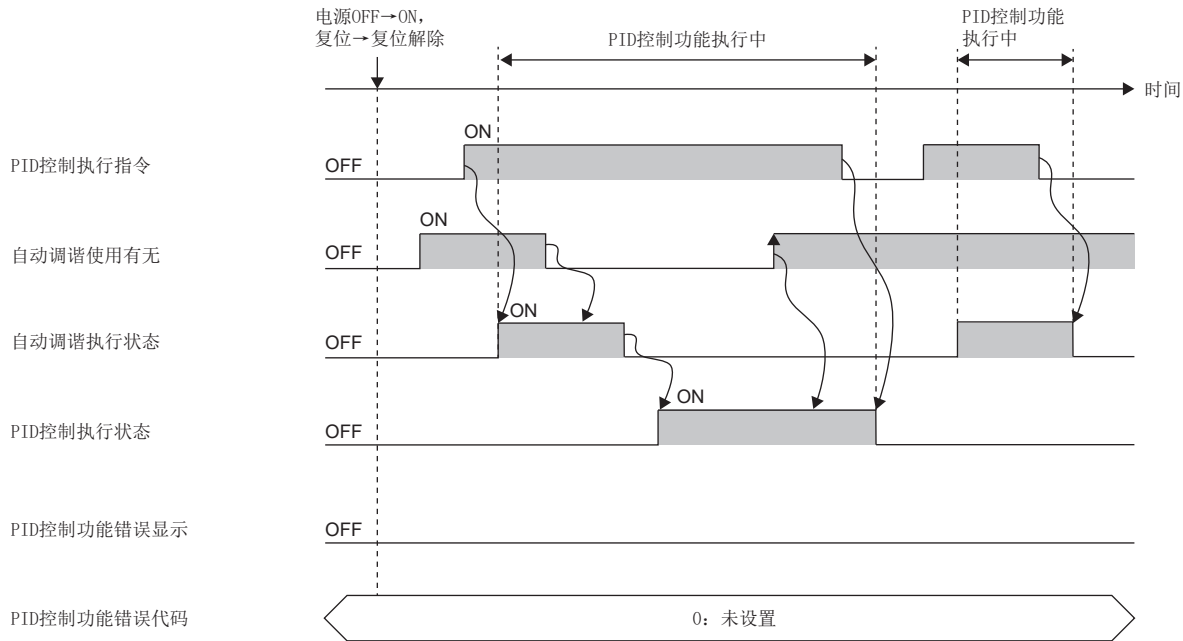 电源OFF→ON,
复位→复位解除
PID控制功能执行中
PID控制功能
执行中
时间
PID控制执行指令
OFF
ON
自动调谐使用有无
OFF
ON
自动调谐执行状态
OFF
ON
PID控制执行状态
OFF
ON
PID控制功能错误显示
OFF
PID控制功能错误代码
0: 未设置